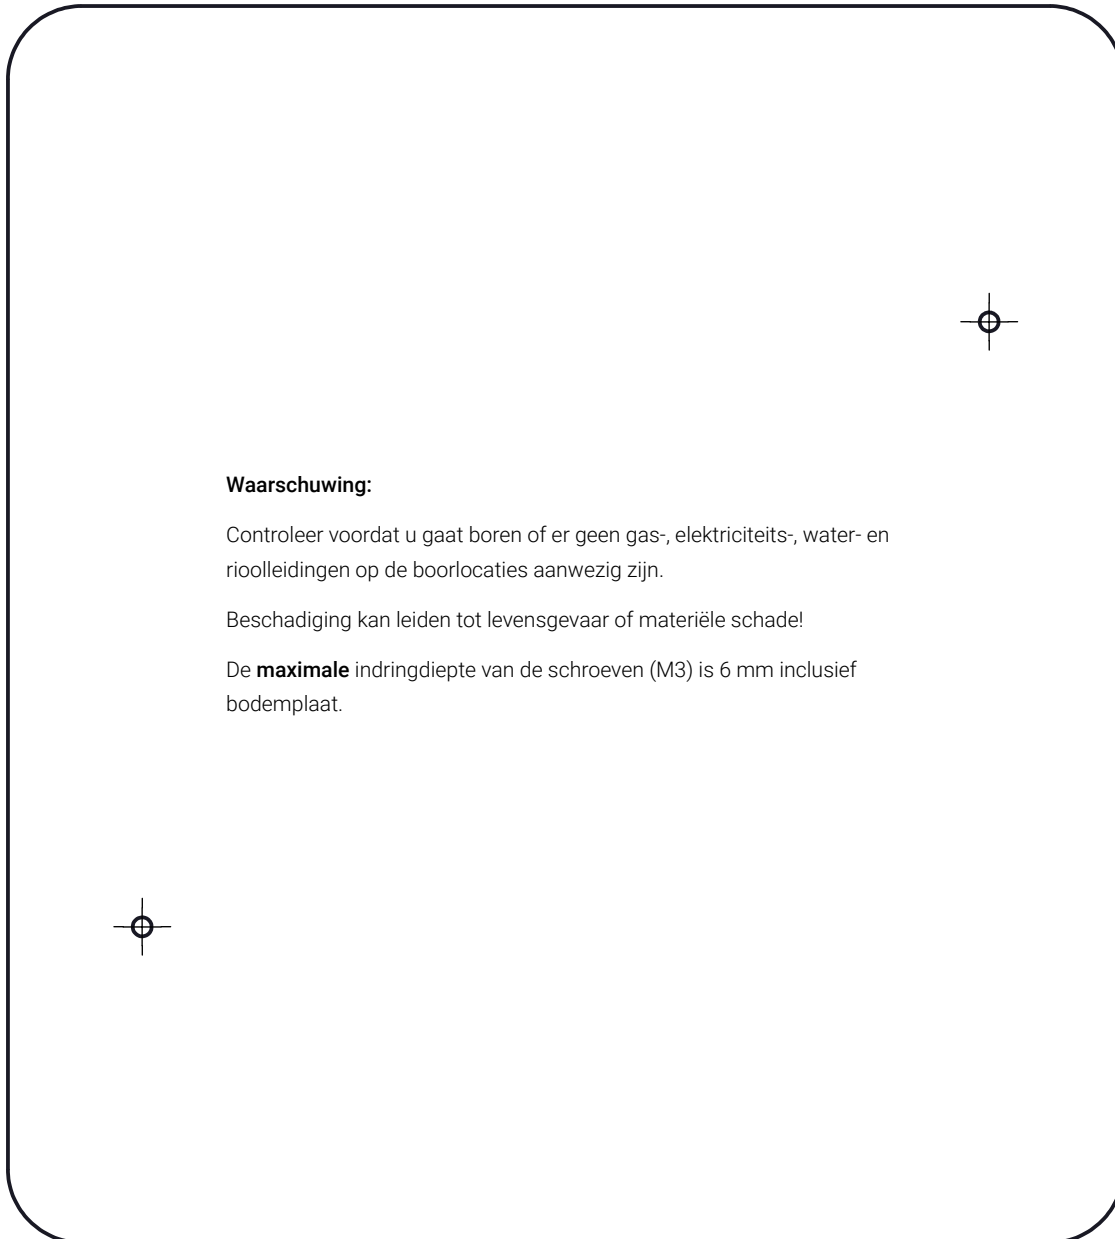 Waarschuwing:
Controleer voordat u gaat boren of er geen gas-, elektriciteits-, water- en
rioolleidingen op de boorlocaties aanwezig zijn.
Beschadiging kan leiden tot levensgevaar of materiële schade!
De maximale indringdiepte van de schroeven (M3) is 6 mm inclusief
bodemplaat.